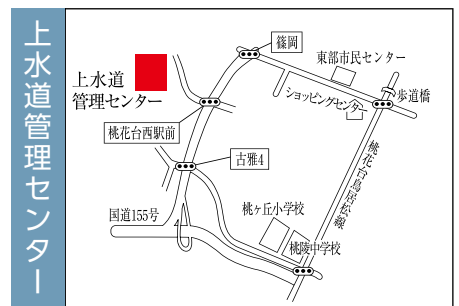 上水道管理センター
篠岡
東部市民センター
上水道
管理センター
ショッピングセンター
歩道橋
桃花台西駅前
古雅4
桃花台鳥居松線
国道155号
桃ヶ丘小学校
桃陵中学校